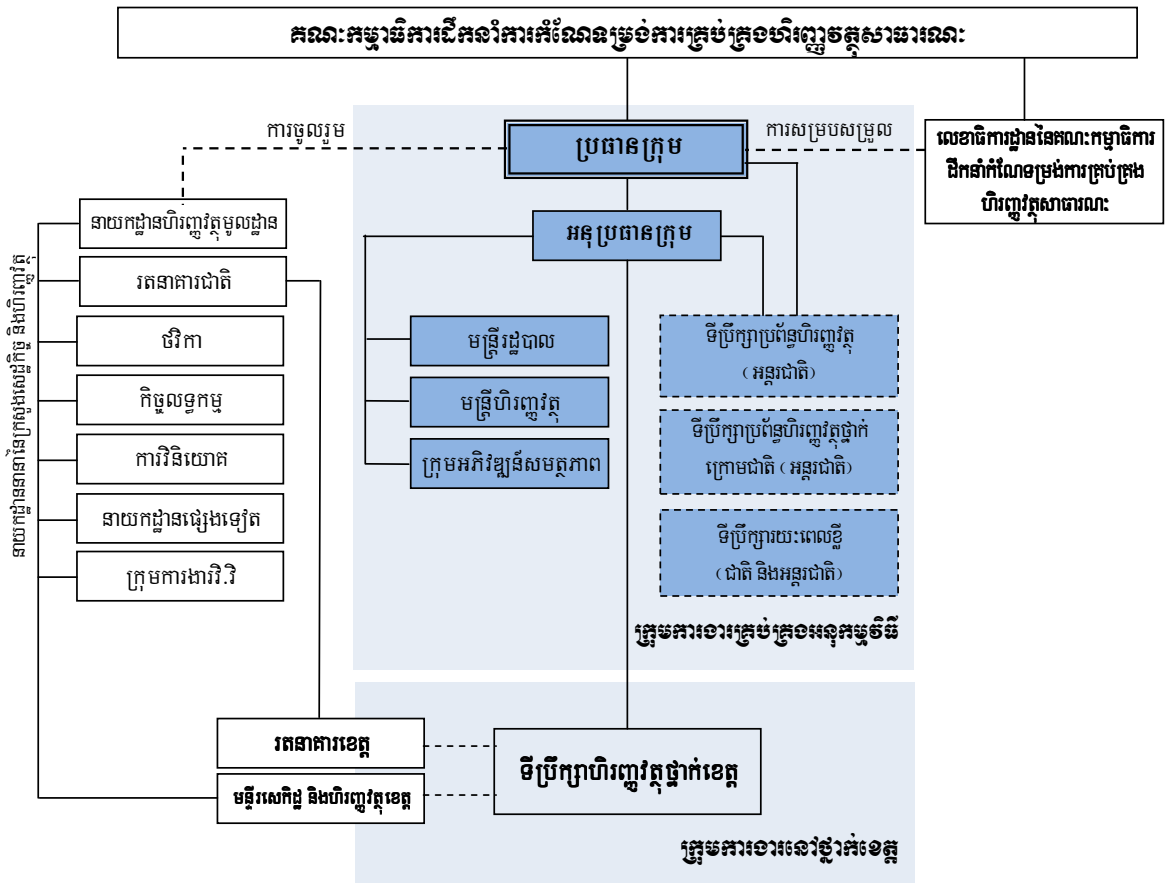 គណៈកម្មាធិការដឹកនាំការកំណែទម្រង់ការគ្រប់គ្រងហិរញ្ញវត្ថុសាធារណៈ
ការចូលរួម
ប្រធានក្រុម
ការសម្របសម្រួល
លេខាធិការដ្ឋាននៃគណៈកម្មាធិការ
ដឹកនាំកំណែទម្រង់ការគ្រប់គ្រង
ហិរញ្ញវត្ថុសាធារណៈ
នាយកដ្ឋាននានានៃក្រសួងសេដ្ឋកិច្ច និងហិរញ្ញវត្ថុ
នាយកដ្ឋានហិរញ្ញវត្ថុមូលដ្ឋាន
រតនាគារជាតិ
ថវិកា
កិច្ចលទ្ធកម្ម
ការវិនិយោគ
នាយកដ្ឋានផ្សេងទៀត
ក្រុមការងារវិ.វិ
អនុប្រធានក្រុម
មន្ត្រីរដ្ឋបាល
មន្ត្រីហិរញ្ញវត្ថុ
ក្រុមអភិវឌ្ឍន៍សមត្ថភាព
ទីប្រឹក្សាប្រព័ន្ធហិរញ្ញវត្ថុ
(អន្តរជាតិ)
ទីប្រឹក្សាប្រព័ន្ធហិរញ្ញវត្ថុថ្នាក់
ក្រោមជាតិ (អន្តរជាតិ)
ទីប្រឹក្សារយៈពេលខ្លី
(ជាតិ និងអន្តរជាតិ)
ក្រុមការងារគ្រប់គ្រងអនុកម្មវិធី
រតនាគារខេត្ត
មន្ទីរសេកិដ្ឋ និងហិរញ្ញវត្ថុខេត្ត
ទីប្រឹក្សាហិរញ្ញវត្ថុថ្នាក់ខេត្ត
ក្រុមការងារនៅថ្នាក់ខេត្ត